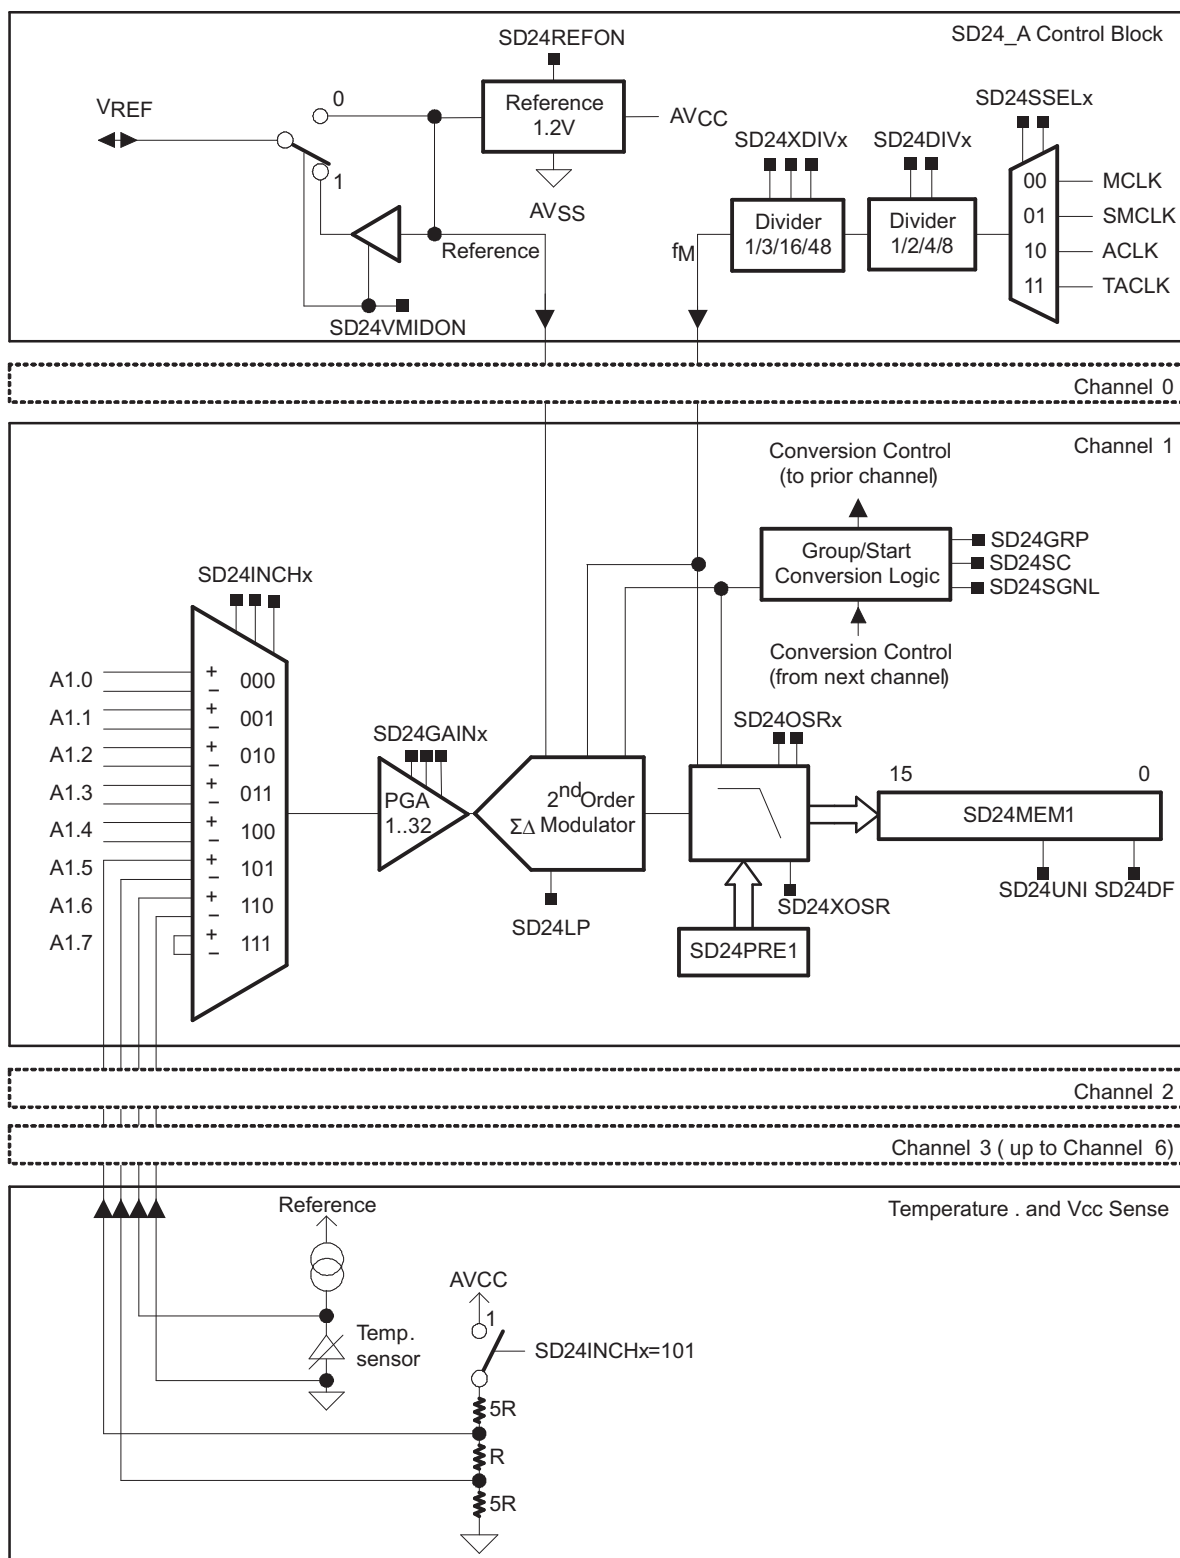 SD24_A Control Block
SD24REFON
VREF
0
1
Reference
1.2V
AVCC
AVSS
Reference
SD24VMIDON
fM
SD24XDIVx
Divider
1/3/16/48
SD24DIVx
Divider
1/2/4/8
SD24SSELx
00
01
10
11
MCLK
SMCLK
ACLK
TACLK
Channel 0
Channel 1
Conversion Control
(to prior channel)
Group/Start
Conversion Logic
SD24GRP
SD24SC
SD24SGNL
Conversion Control
(from next channel)
SD24INCHx
A1.0 + − 000
A1.1 + − 001
A1.2 + − 010
A1.3 + − 011
A1.4 + − 100
A1.5 + − 101
A1.6 + − 110
A1.7 + − 111
SD24GAINx
PGA
1..32
2nd Order
ΣΔ Modulator
SD24LP
SD24OSRx
SD24XOSR
SD24PRE1
15 0
SD24MEM1
SD24UNI SD24DF
Channel 2
Channel 3 ( up to Channel 6)
Temperature . and Vcc Sense
Reference
Temp.
sensor
AVCC
1
SD24INCHx=101
5R
R
5R